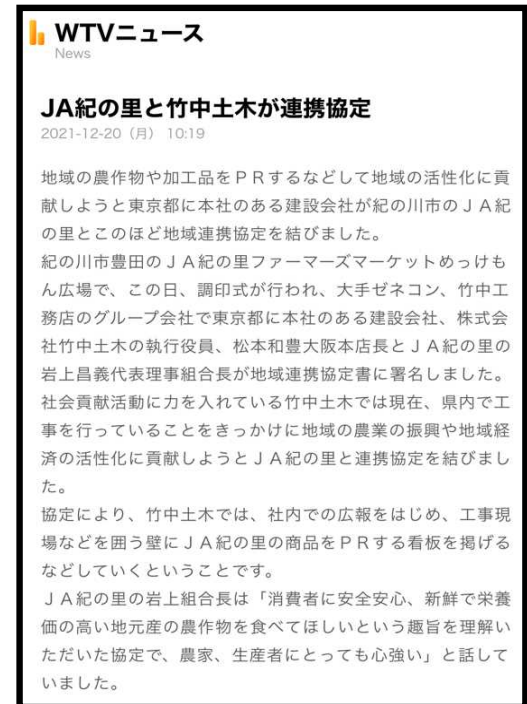 WTVニュース
News
JA紀の里と竹中土木が連携協定
2021-12-20（月） 10:19
地域の農作物や加工品をＰＲするなどして地域の活性化に貢
献しようと東京都に本社のある建設会社が紀の川市のＪＡ紀
の里とこのほど地域連携協定を結びました。
紀の川市豊田のＪＡ紀の里ファーマーズマーケットめっけも
ん広場で、この日、調印式が行われ、大手ゼネコン、竹中工
務店のグループ会社で東京都に本社のある建設会社、株式会
社竹中土木の執行役員、松本和豊大阪本店長とＪＡ紀の里の
岩上昌義代表理事組合長が地域連携協定書に署名しました。
社会貢献活動に力を入れている竹中土木では現在、県内で工
事を行っていることをきっかけに地域の農業の振興や地域経
済の活性化に貢献しようとＪＡ紀の里と連携協定を結びまし
た。
協定により、竹中土木では、社内での広報をはじめ、工事現
場などを囲う壁にＪＡ紀の里の商品をＰＲする看板を掲げる
などしていくということです。
ＪＡ紀の里の岩上組合長は「消費者に安全安心、新鮮で栄養
価の高い地元産の農作物を食べてほしいという趣旨を理解い
ただいた協定で、農家、生産者にとっても心強い」と話して
いました。